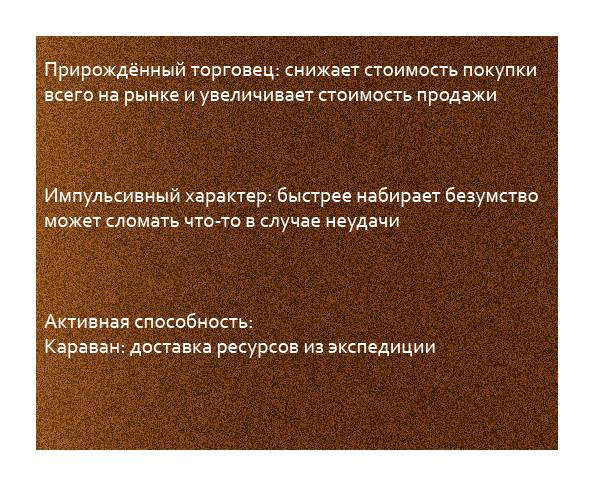 Прирождённый торговец: снижает стоимость покупки
всего на рынке и увеличивает стоимость продажи
Импульсивный характер: быстрее набирает безумство
может сломать что-то в случае неудачи
Активная способность:
Караван: доставка ресурсов из экспедиции